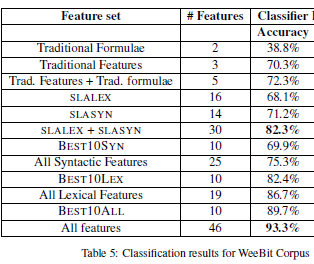 Feature set # Features Classifier
Accuracy
Traditional Formulae 2 38.8%
Traditional Features 3 70.3%
Trad. Features + Trad. formulae 5 72.3%
SLALEX 16 68.1%
SLASYN 14 71.2%
SLALEX + SLASYN 30 82.3%
BEST10SYN 10 69.9%
All Syntactic Features 25 75.3%
BEST10LEX 10 82.4%
All Lexical Features 19 86.7%
BEST10ALL 10 89.7%
All features 46 93.3%
Table 5: Classification results for WeeBit Corpus